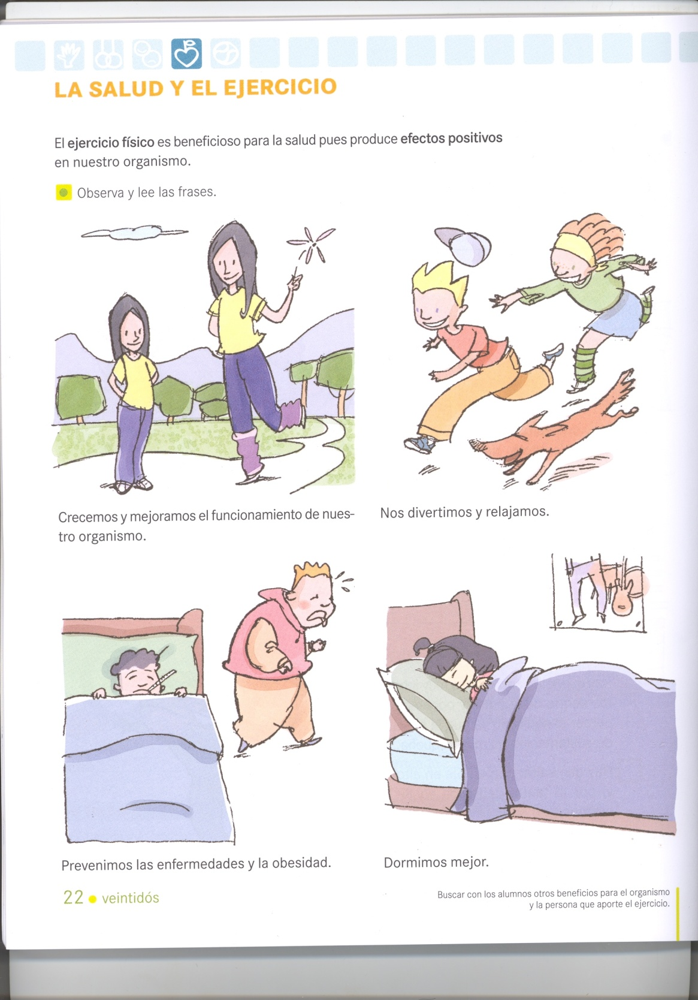 LA SALUD Y EL EJERCICIO
El ejercicio físico es beneficioso para la salud pues produce efectos positivos
en nuestro organismo.
Observa y lee las frases.
Crecemos y mejoramos el funcionamiento de nues-
tro organismo.
Nos divertimos y relajamos.
Prevenimos las enfermedades y la obesidad.
Dormimos mejor.
22 • veintidós
Buscar con los alumnos otros beneficios para el organismo
y la persona que aporte el ejercicio.